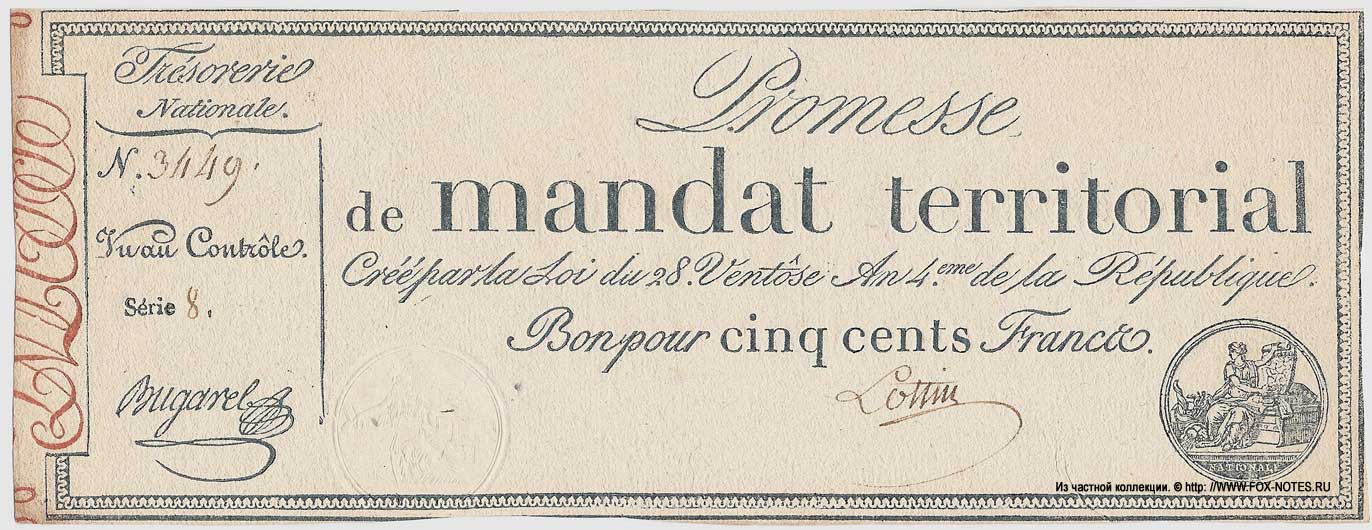 Trésorerie
Nationale.
N. 3449.
Vu au Contrôle.
Série 8.
Bugarel
Promesse
de mandat territorial
Créé par la Loi du 28. Ventôse An 4.eme de la République.
Bon pour cinq cents Francs.
Lottin
NATIONALE
Из частной коллекции. © http: //WWW.FOX-NOTES.RU